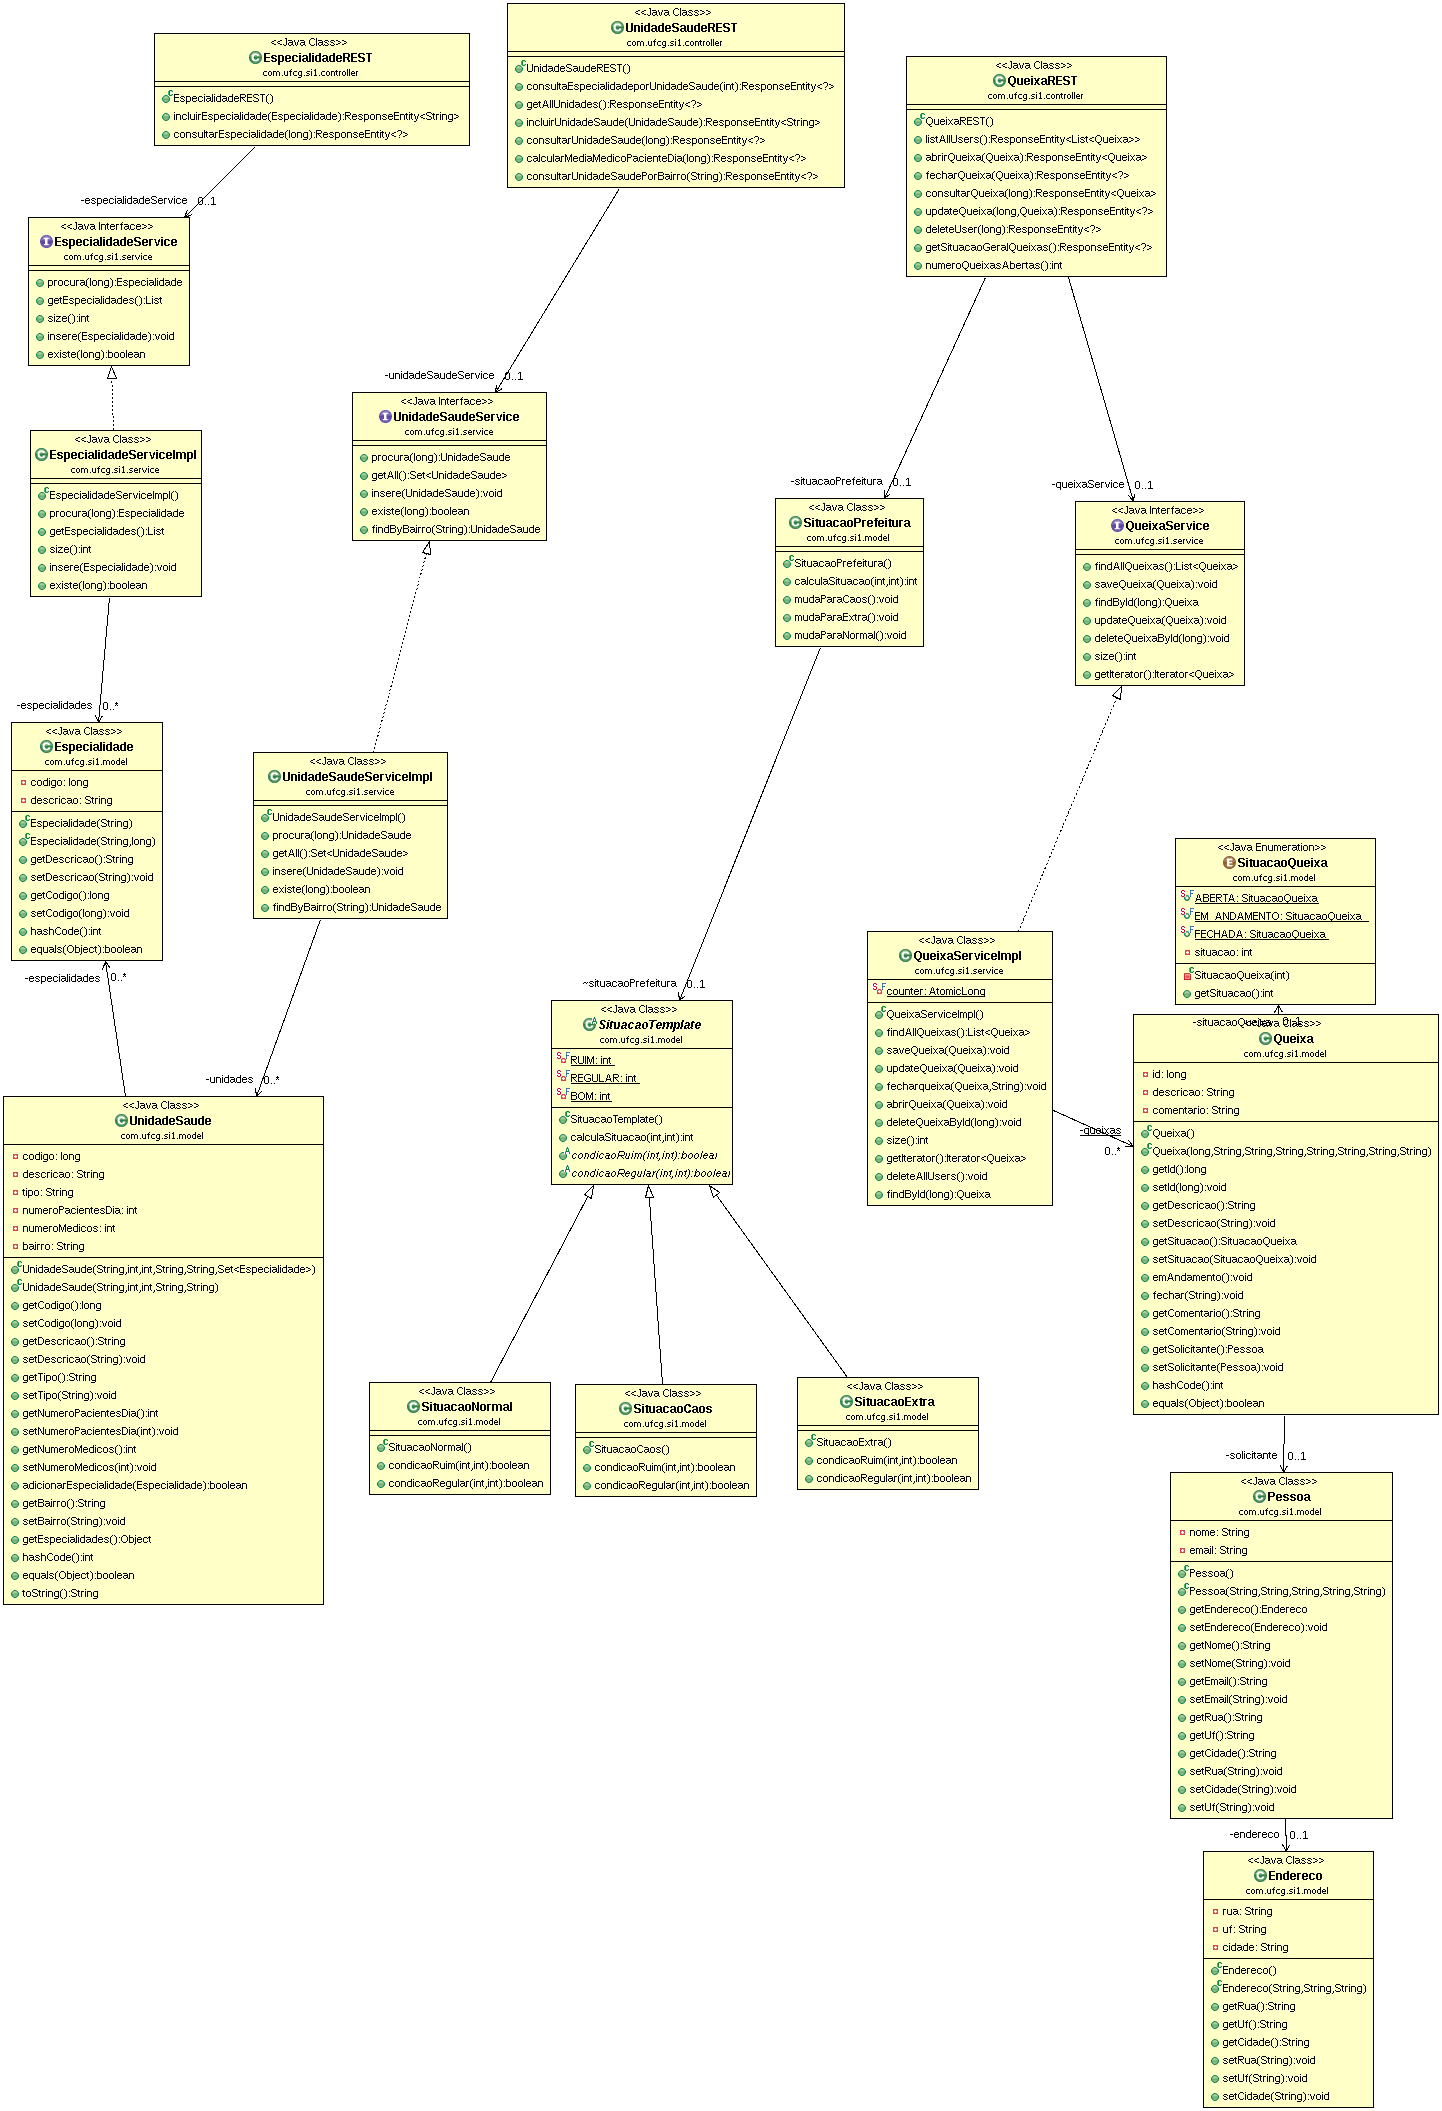 <<Java Class>>
EspecialidadeREST
com.ufcg.si1.controller
EspecialidadeREST()
incluirEspecialidade(Especialidade):ResponseEntity<String>
consultarEspecialidade(long):ResponseEntity<?>
<<Java Class>>
UnidadeSaudeREST
com.ufcg.si1.controller
UnidadeSaudeREST()
consultaEspecialidadeporUnidadeSaude(int):ResponseEntity<?>
getAllUnidades():ResponseEntity<?>
incluirUnidadeSaude(UnidadeSaude):ResponseEntity<String>
consultarUnidadeSaude(long):ResponseEntity<?>
calcularMediaMedicoPacienteDia(long):ResponseEntity<?>
consultarUnidadeSaudePorBairro(String):ResponseEntity<?>
<<Java Class>>
QueixaREST
com.ufcg.si1.controller
QueixaREST()
listAllUsers():ResponseEntity<List<Queixa>>
abrirQueixa(Queixa):ResponseEntity<Queixa>
fecharQueixa(Queixa):ResponseEntity<?>
consultarQueixa(long):ResponseEntity<Queixa>
updateQueixa(long,Queixa):ResponseEntity<?>
deleteUser(long):ResponseEntity<?>
getSituacaoGeralQueixas():ResponseEntity<?>
numeroQueixasAbertas():int
-especialidadeService 0..1
<<Java Interface>>
EspecialidadeService
com.ufcg.si1.service
procura(long):Especialidade
getEspecialidades():List
size():int
insere(Especialidade):void
existe(long):boolean
-unidadeSaudeService 0..1
<<Java Interface>>
UnidadeSaudeService
com.ufcg.si1.service
procura(long):UnidadeSaude
getAll():Set<UnidadeSaude>
insere(UnidadeSaude):void
existe(long):boolean
findByBairro(String):UnidadeSaude
<<Java Class>>
EspecialidadeServiceImpl
com.ufcg.si1.service
EspecialidadeServiceImpl()
procura(long):Especialidade
getEspecialidades():List
size():int
insere(Especialidade):void
existe(long):boolean
-situacaoPrefeitura 0..1
<<Java Class>>
SituacaoPrefeitura
com.ufcg.si1.model
SituacaoPrefeitura()
calculaSituacao(int,int):int
mudaParaCaos():void
mudaParaExtra():void
mudaParaNormal():void
-queixaService 0..1
<<Java Interface>>
QueixaService
com.ufcg.si1.service
findAllQueixas():List<Queixa>
saveQueixa(Queixa):void
findById(long):Queixa
updateQueixa(Queixa):void
deleteQueixaById(long):void
size():int
getIterator():Iterator<Queixa>
-especialidades 0..*
<<Java Class>>
Especialidade
com.ufcg.si1.model
codigo: long
descricao: String
Especialidade(String)
Especialidade(String,long)
getDescricao():String
setDescricao(String):void
getCodigo():long
setCodigo(long):void
hashCode():int
equals(Object):boolean
-especialidades 0..*
<<Java Class>>
UnidadeSaudeServiceImpl
com.ufcg.si1.service
UnidadeSaudeServiceImpl()
procura(long):UnidadeSaude
getAll():Set<UnidadeSaude>
insere(UnidadeSaude):void
existe(long):boolean
findByBairro(String):UnidadeSaude
-unidades 0..*
<<Java Class>>
UnidadeSaude
com.ufcg.si1.model
codigo: long
descricao: String
tipo: String
numeroPacientesDia: int
numeroMedicos: int
bairro: String
UnidadeSaude(String,int,int,String,String,Set<Especialidade>)
UnidadeSaude(String,int,int,String,String)
getCodigo():long
setCodigo(long):void
getDescricao():String
setDescricao(String):void
getTipo():String
setTipo(String):void
getNumeroPacientesDia():int
setNumeroPacientesDia(int):void
getNumeroMedicos():int
setNumeroMedicos(int):void
adicionarEspecialidade(Especialidade):boolean
getBairro():String
setBairro(String):void
getEspecialidades():Object
hashCode():int
equals(Object):boolean
toString():String
~situacaoPrefeitura 0..1
<<Java Class>>
SituacaoTemplate
com.ufcg.si1.model
RUIM: int
REGULAR: int
BOM: int
SituacaoTemplate()
calculaSituacao(int,int):int
condicaoRuim(int,int):boolean
condicaoRegular(int,int):boolean
<<Java Class>>
SituacaoNormal
com.ufcg.si1.model
SituacaoNormal()
condicaoRuim(int,int):boolean
condicaoRegular(int,int):boolean
<<Java Class>>
SituacaoCaos
com.ufcg.si1.model
SituacaoCaos()
condicaoRuim(int,int):boolean
condicaoRegular(int,int):boolean
<<Java Class>>
SituacaoExtra
com.ufcg.si1.model
SituacaoExtra()
condicaoRuim(int,int):boolean
condicaoRegular(int,int):boolean
<<Java Class>>
QueixaServiceImpl
com.ufcg.si1.service
counter: AtomicLong
QueixaServiceImpl()
findAllQueixas():List<Queixa>
saveQueixa(Queixa):void
updateQueixa(Queixa):void
fecharqueixa(Queixa,String):void
abrirQueixa(Queixa):void
deleteQueixaById(long):void
size():int
getIterator():Iterator<Queixa>
deleteAllUsers():void
findById(long):Queixa
-queixas
0..*
<<Java Enumeration>>
SituacaoQueixa
com.ufcg.si1.model
ABERTA: SituacaoQueixa
EM_ANDAMENTO: SituacaoQueixa
FECHADA: SituacaoQueixa
situacao: int
SituacaoQueixa(int)
getSituacao():int
-situacaoQueixa 0..1
<<Java Class>>
Queixa
com.ufcg.si1.model
id: long
descricao: String
comentario: String
Queixa()
Queixa(long,String,String,String,String,String,String,String)
getId():long
setId(long):void
getDescricao():String
setDescricao(String):void
getSituacao():SituacaoQueixa
setSituacao(SituacaoQueixa):void
emAndamento():void
fechar(String):void
getComentario():String
setComentario(String):void
getSolicitante():Pessoa
setSolicitante(Pessoa):void
hashCode():int
equals(Object):boolean
-solicitante 0..1
<<Java Class>>
Pessoa
com.ufcg.si1.model
nome: String
email: String
Pessoa()
Pessoa(String,String,String,String,String)
getEndereco():Endereco
setEndereco(Endereco):void
getNome():String
setNome(String):void
getEmail():String
setEmail(String):void
getRua():String
getUf():String
getCidade():String
setRua(String):void
setCidade(String):void
setUf(String):void
-endereco 0..1
<<Java Class>>
Endereco
com.ufcg.si1.model
rua: String
uf: String
cidade: String
Endereco()
Endereco(String,String,String)
getRua():String
getUf():String
getCidade():String
setRua(String):void
setUf(String):void
setCidade(String):void